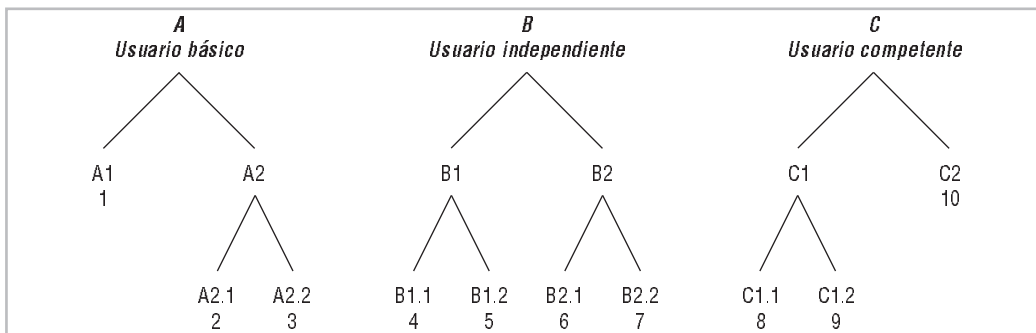 A B C
Usuario básico Usuario independiente Usuario competente
A1 A2 B1 B2 C1 C2
1 10
A2.1 A2.2 B1.1 B1.2 B2.1 B2.2 C1.1 C1.2
2 3 4 5 6 7 8 9